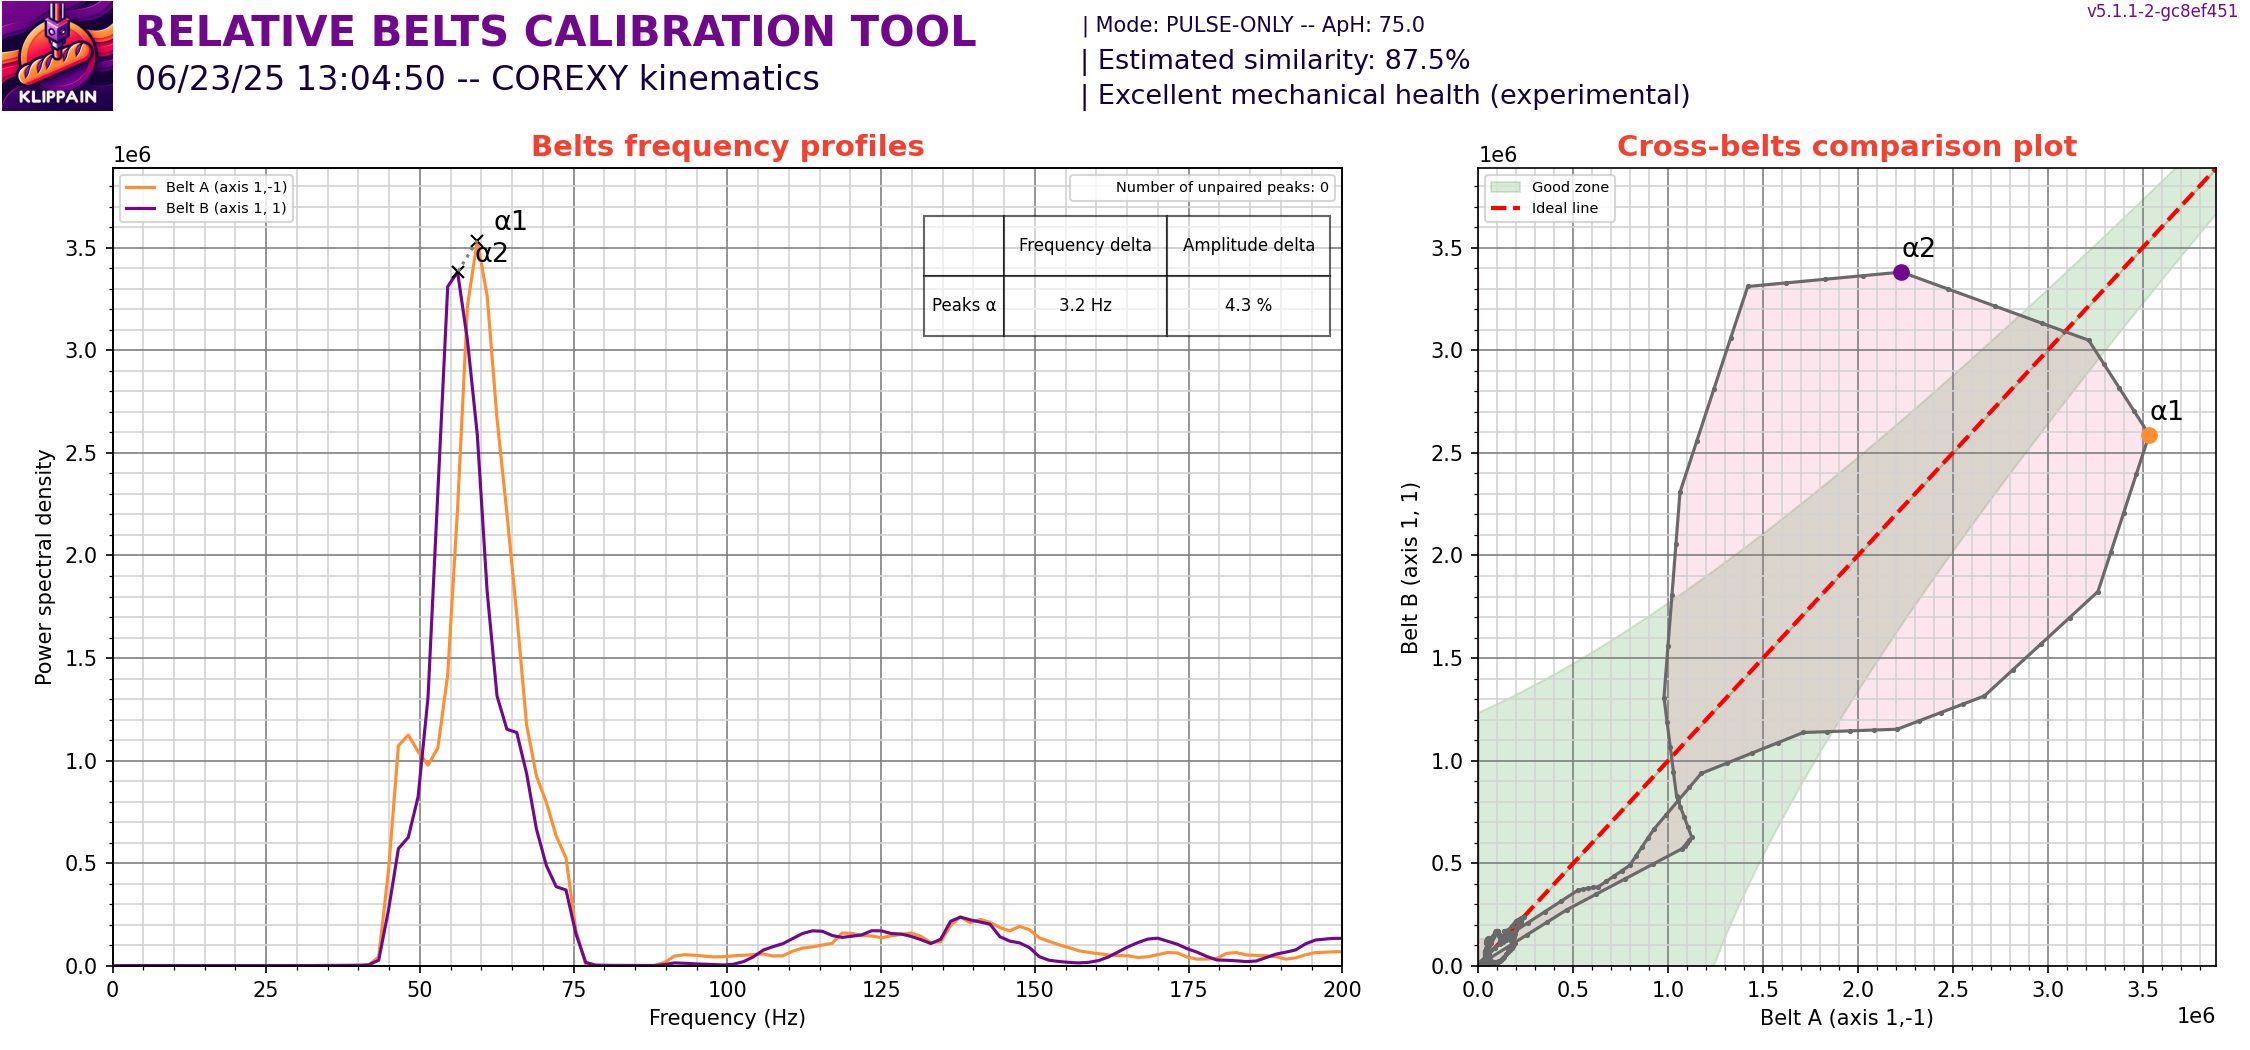 KLIPPAIN
RELATIVE BELTS CALIBRATION TOOL
06/23/25 13:04:50 -- COREXY kinematics
| Mode: PULSE-ONLY -- ApH: 75.0
| Estimated similarity: 87.5%
| Excellent mechanical health (experimental)
v5.1.1-2-gc8ef451
Belts frequency profiles
1e6
Belt A (axis 1,-1)
Belt B (axis 1, 1)
Number of unpaired peaks: 0
Frequency delta Amplitude delta
Peaks α 3.2 Hz 4.3 %
α1
α2
Power spectral density
3.5
3.0
2.5
2.0
1.5
1.0
0.5
0.0
0 25 50 75 100 125 150 175 200
Frequency (Hz)
Cross-belts comparison plot
1e6
Good zone
Ideal line
α2
α1
Belt B (axis 1, 1)
3.5
3.0
2.5
2.0
1.5
1.0
0.5
0.0
0.0 0.5 1.0 1.5 2.0 2.5 3.0 3.5
Belt A (axis 1,-1)
1e6